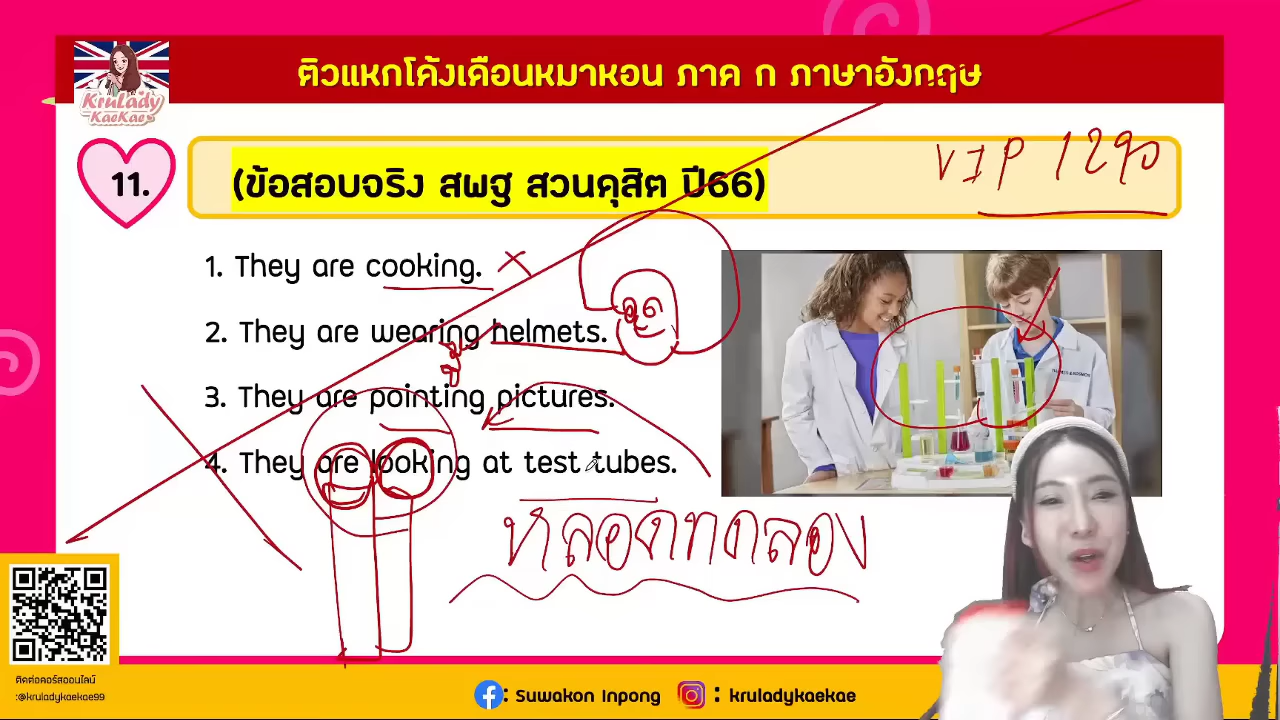 KruLady
KaeKae
ติวแหกโค้งเดือนหมาหอน ภาค ก ภาษาอังกฤษ
11.
(ข้อสอบจริง สพฐ สวนดุสิต ปี66)
VIP 129
1. They are cooking.
2. They are wearing helmets.
3. They are pointing pictures.
4. They are looking at test tubes.
หลอดทดลอง
ติดต่อคอร์สออนไลน์
:@kruladykaekae99
: Suwakon Inpong
: kruladykaekae